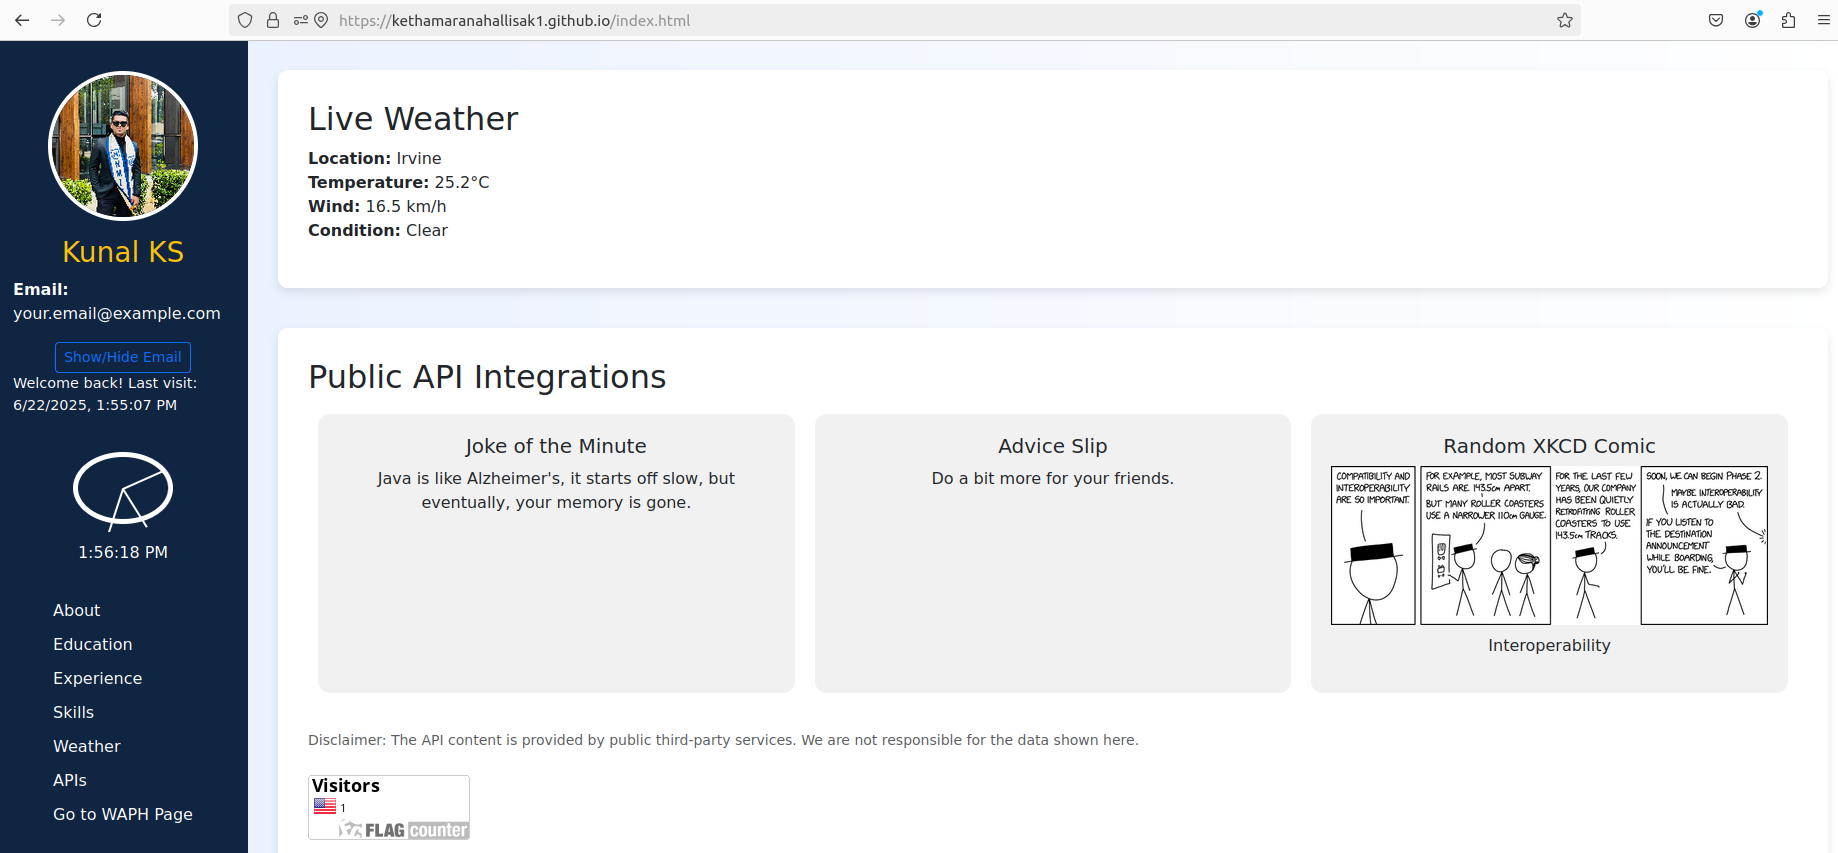 https://kethamaranahallisak1.github.io/index.html
Kunal KS
Email:
your.email@example.com
Show/Hide Email
Welcome back! Last visit:
6/22/2025, 1:55:07 PM
1:56:18 PM
About
Education
Experience
Skills
Weather
APIs
Go to WAPH Page
Live Weather
Location: Irvine
Temperature: 25.2°C
Wind: 16.5 km/h
Condition: Clear
Public API Integrations
Joke of the Minute
Java is like Alzheimer's, it starts off slow, but
eventually, your memory is gone.
Advice Slip
Do a bit more for your friends.
Random XKCD Comic
COMPATIBILITY AND
INTEROPERABILITY
ARE SO IMPORTANT.
FOR EXAMPLE, MOST SUBWAY
RAILS ARE 143.5cm APART.
BUT MANY ROLLER COASTERS
USE A NARROWER 110cm GAUGE.
FOR THE LAST FEW
YEARS, OUR COMPANY
HAS BEEN QUIETLY
RETROFITTING ROLLER
COASTERS TO USE
143.5cm TRACKS.
SOON, WE CAN BEGIN PHASE 2.
MAYBE INTEROPERABILITY
IS ACTUALLY BAD.
IF YOU LISTEN TO
THE DESTINATION
ANNOUNCEMENT
WHILE BOARDING,
YOU'LL BE FINE.
Interoperability
Disclaimer: The API content is provided by public third-party services. We are not responsible for the data shown here.
Visitors
1
FLAG counter